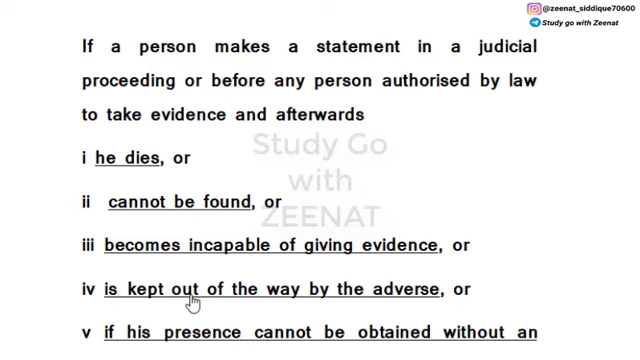 @zeenat_siddique70600
Study go with Zeenat
If a person makes a statement in a judicial
proceeding or before any person authorised by law
to take evidence and afterwards
i he dies, or
ii cannot be found, or
iii becomes incapable of giving evidence, or
iv is kept out of the way by the adverse, or
v if his presence cannot be obtained without an
Study Go
with
ZEENAT